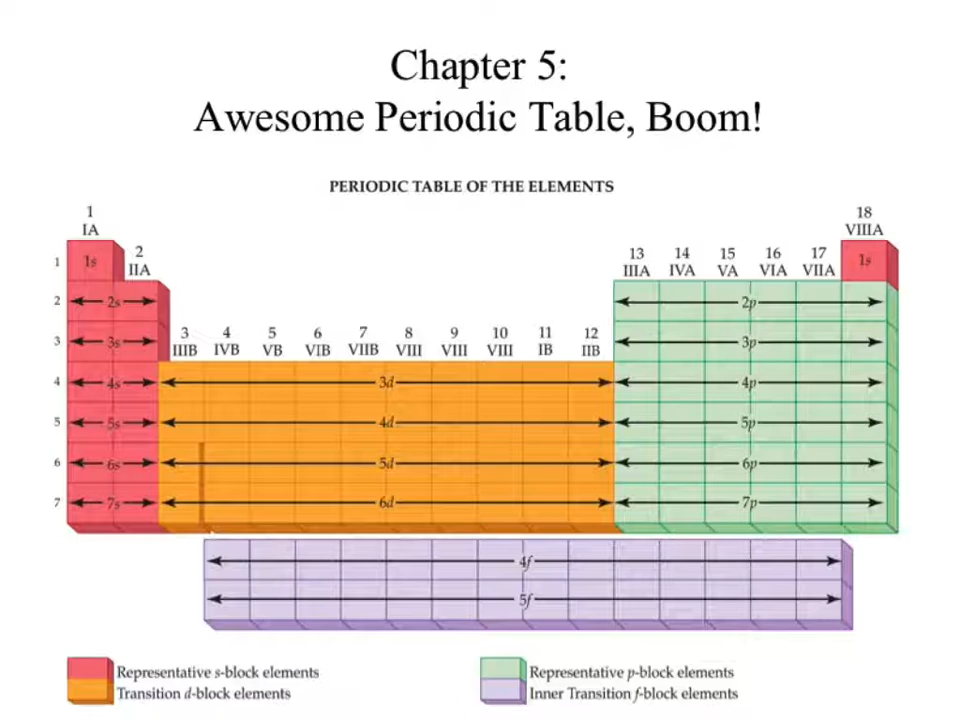 Chapter 5:
Awesome Periodic Table, Boom!
PERIODIC TABLE OF THE ELEMENTS
1 18
IA VIIIA
2 13 14 15 16 17
1 1s IIA IIIA IVA VA VIA VIIA 1s
2 2s 2p
3 3s 3p
3 4 5 6 7 8 9 10 11 12
IIIB IVB VB VIB VIIB VIII VIII VIII IB IIB
4 4s 3d 4p
5 5s 4d 5p
6 6s 5d 6p
7 7s 6d 7p
4f
5f
Representative s-block elements Representative p-block elements
Transition d-block elements Inner Transition f-block elements